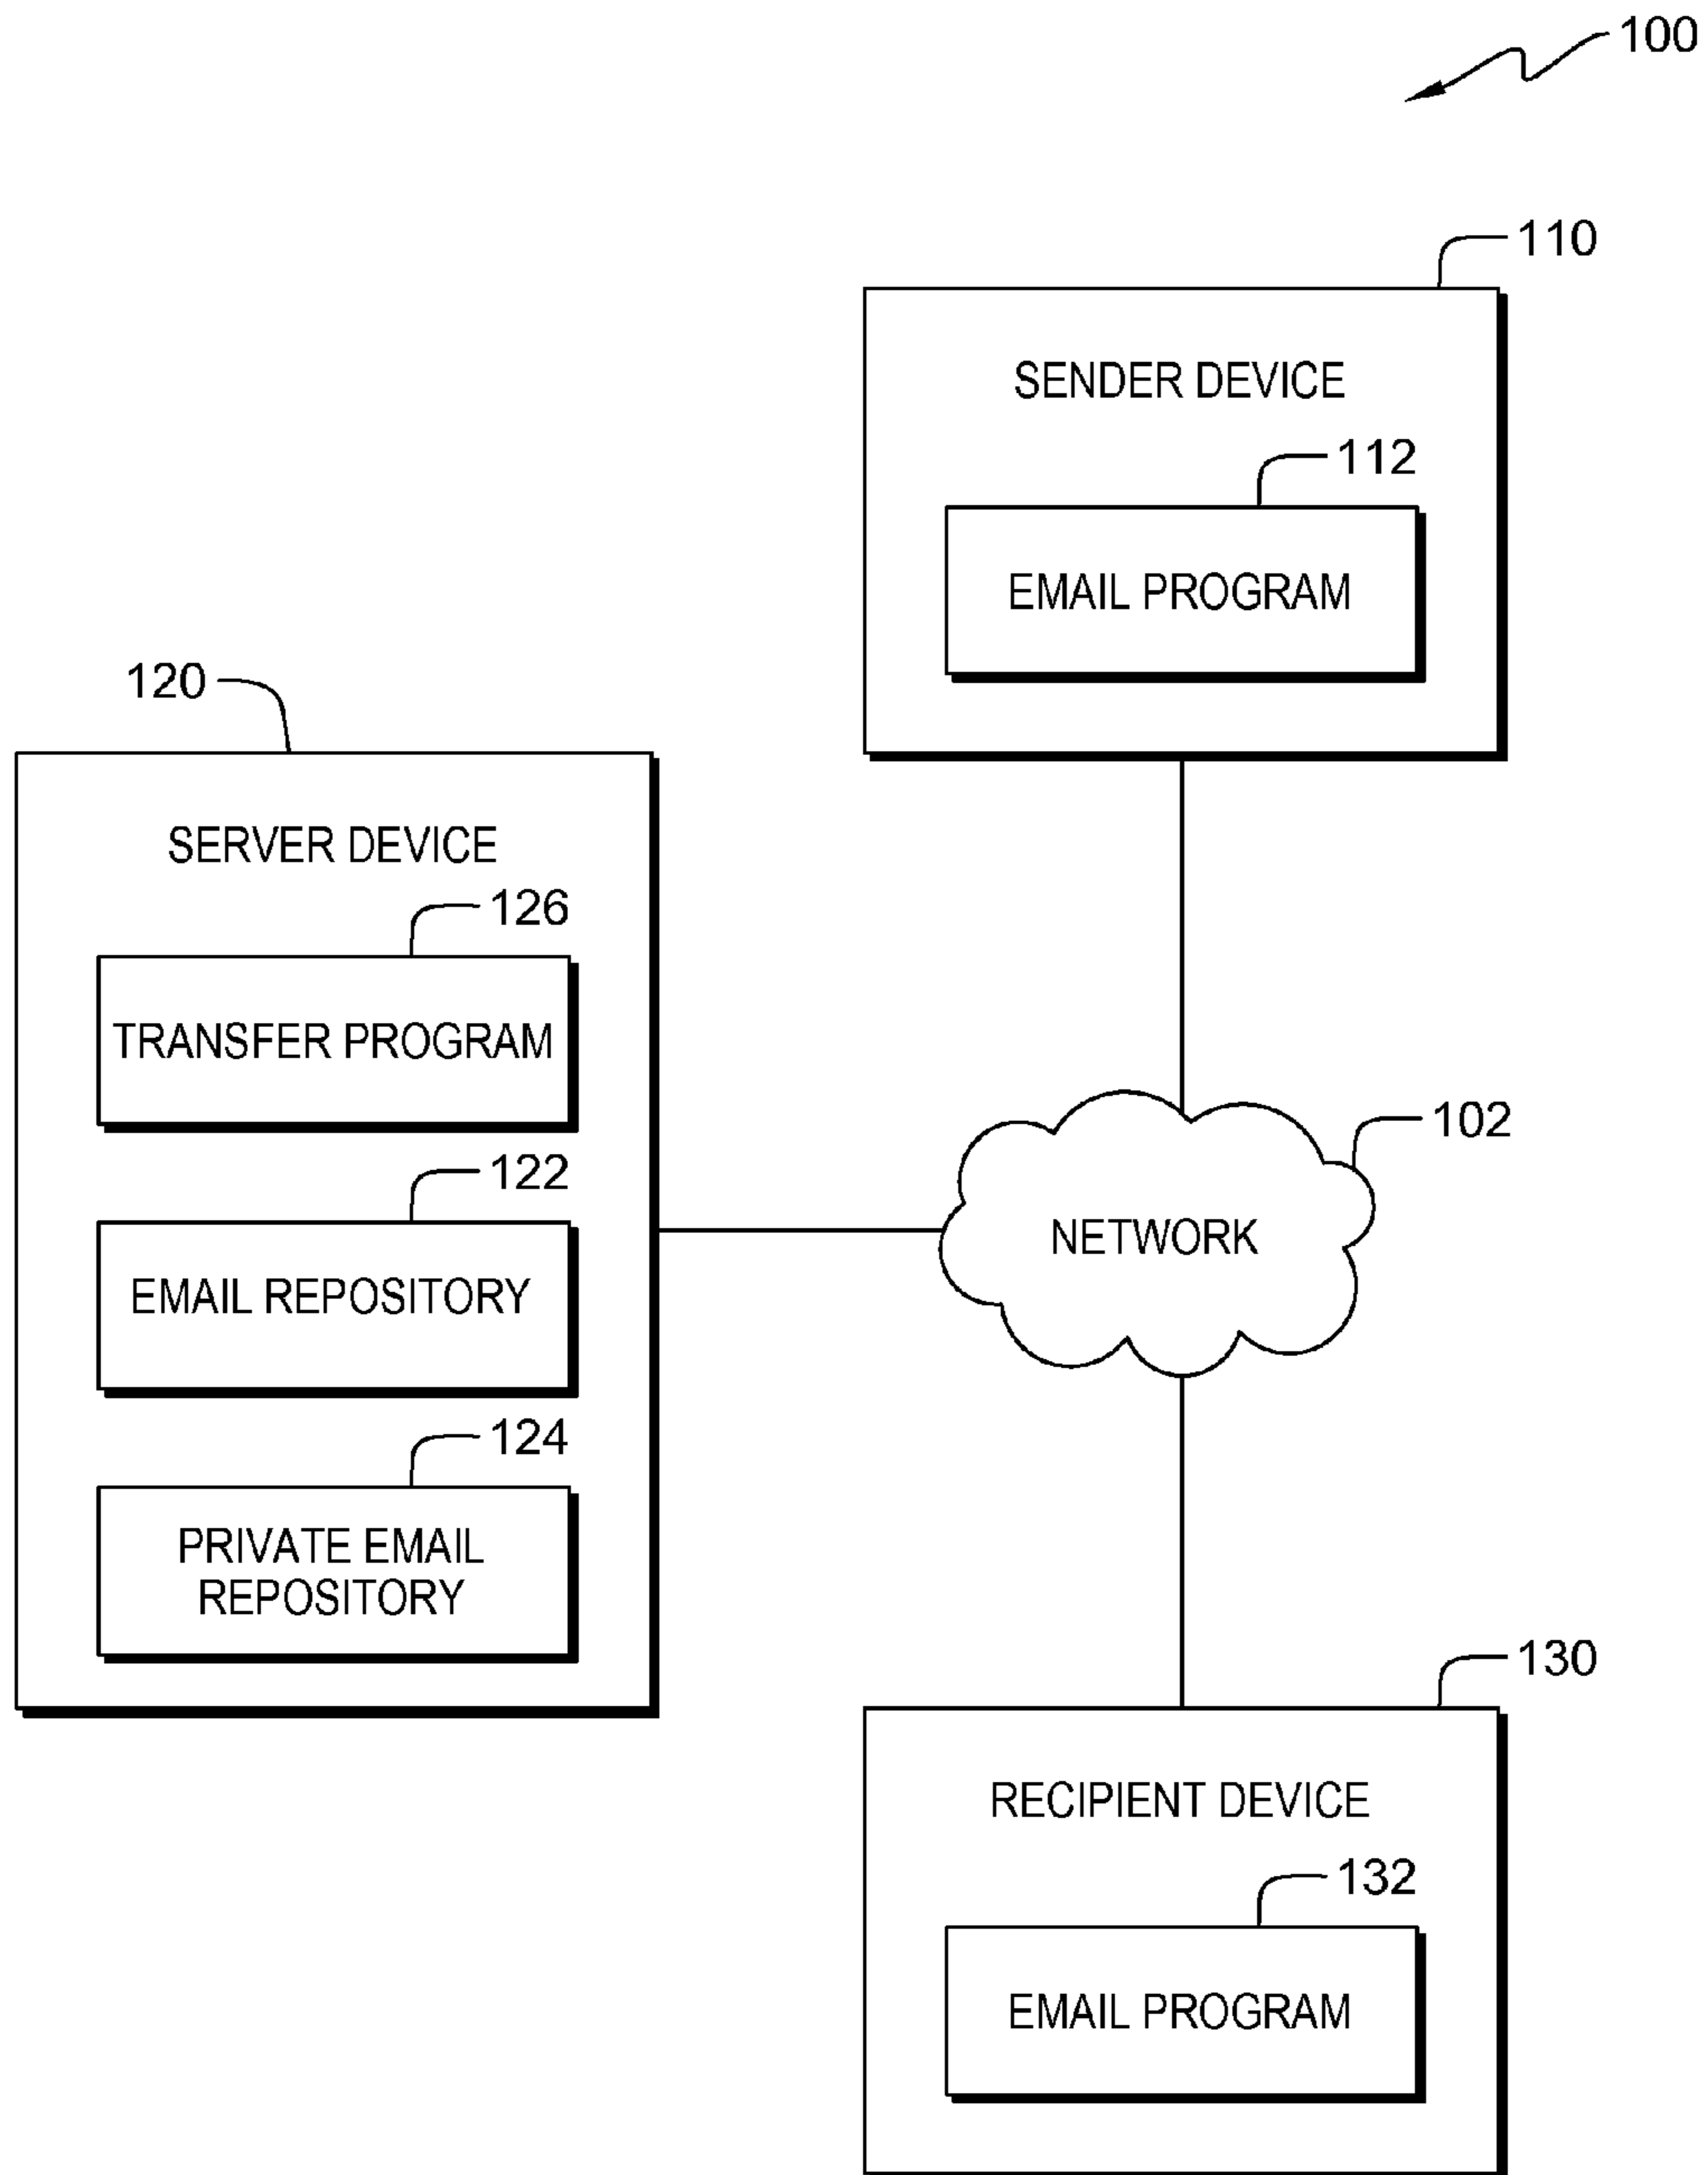 100
110
SENDER DEVICE
112
EMAIL PROGRAM
120
SERVER DEVICE
126
TRANSFER PROGRAM
122
EMAIL REPOSITORY
124
PRIVATE EMAIL
REPOSITORY
102
NETWORK
130
RECIPIENT DEVICE
132
EMAIL PROGRAM